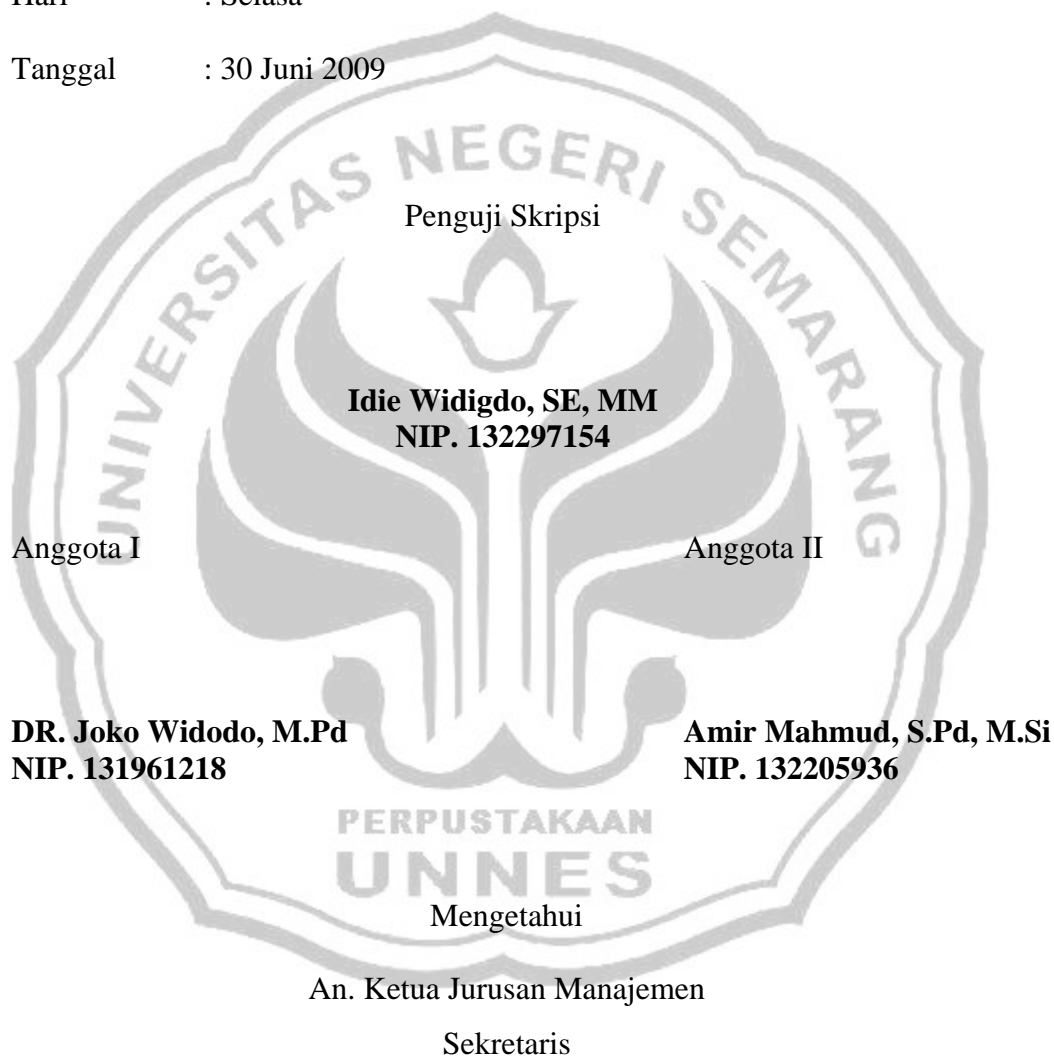 Hari : Selasa
Tanggal : 30 Juni 2009
UNIVERSITAS NEGERI SEMARANG
Penguji Skripsi
Idie Widigdo, SE, MM
NIP. 132297154
Anggota I Anggota II
DR. Joko Widodo, M.Pd Amir Mahmud, S.Pd, M.Si
NIP. 131961218 NIP. 132205936
PERPUSTAKAAN
UNNES
Mengetahui
An. Ketua Jurusan Manajemen
Sekretaris